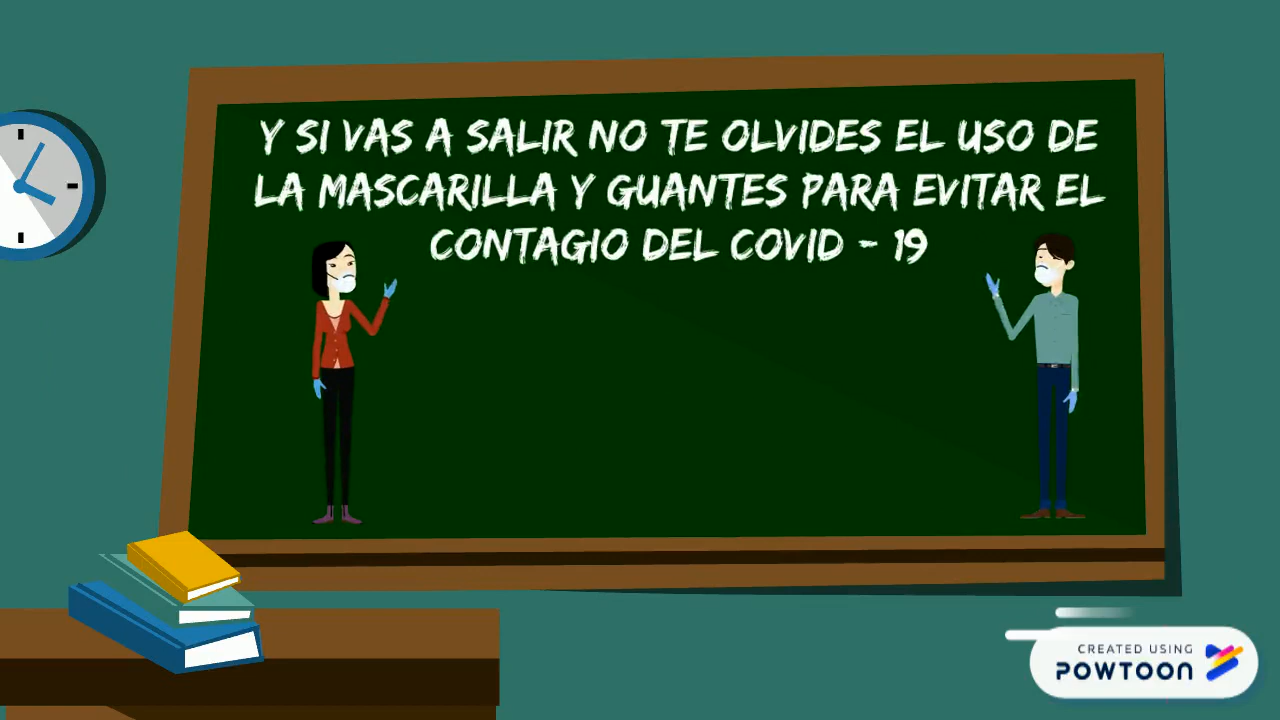 Y SI VAS A SALIR NO TE OLVIDES EL USO DE
LA MASCARILLA Y GUANTES PARA EVITAR EL
CONTAGIO DEL COVID - 19
CREATED USING
POWTOON